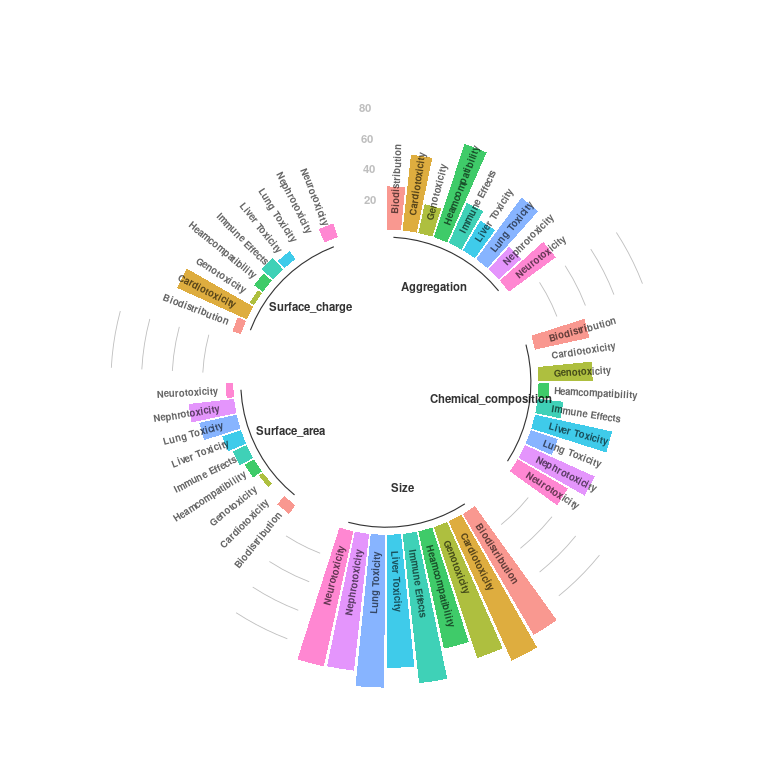 80
60
40
20
Biodistribution
Cardiotoxicity
Genotoxicity
Heamcompatibility
Immune Effects
Liver Toxicity
Lung Toxicity
Nephrotoxicity
Neurotoxicity
Aggregation
Biodistribution
Cardiotoxicity
Genotoxicity
Heamcompatibility
Immune Effects
Liver Toxicity
Lung Toxicity
Nephrotoxicity
Neurotoxicity
Chemical_composition
Biodistribution
Cardiotoxicity
Genotoxicity
Heamcompatibility
Immune Effects
Liver Toxicity
Lung Toxicity
Nephrotoxicity
Neurotoxicity
Size
Biodistribution
Cardiotoxicity
Genotoxicity
Heamcompatibility
Immune Effects
Liver Toxicity
Lung Toxicity
Nephrotoxicity
Neurotoxicity
Surface_area
Biodistribution
Cardiotoxicity
Genotoxicity
Heamcompatibility
Immune Effects
Liver Toxicity
Lung Toxicity
Nephrotoxicity
Neurotoxicity
Surface_charge